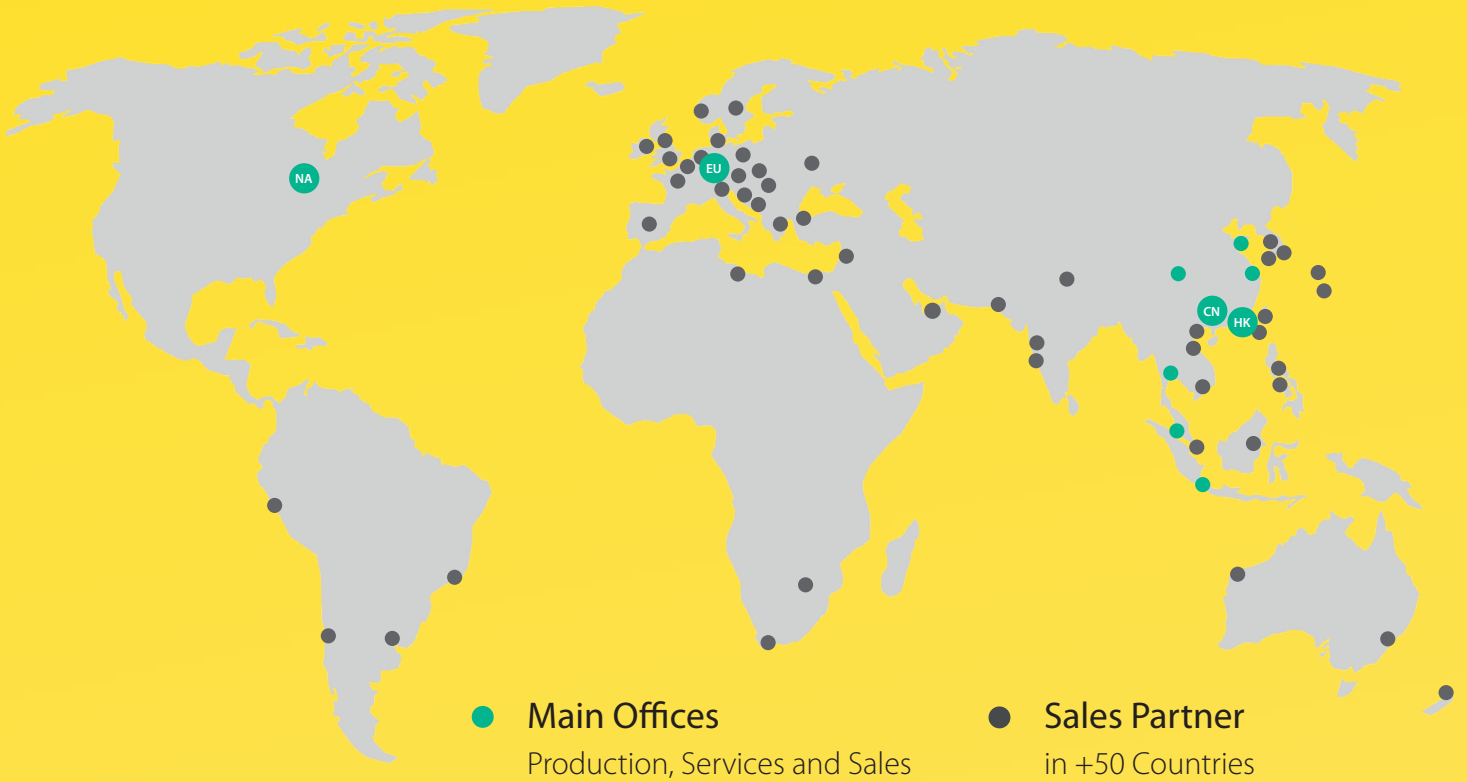 NA
EU
CN
HK
Main Offices
Production, Services and Sales
Sales Partner
in +50 Countries